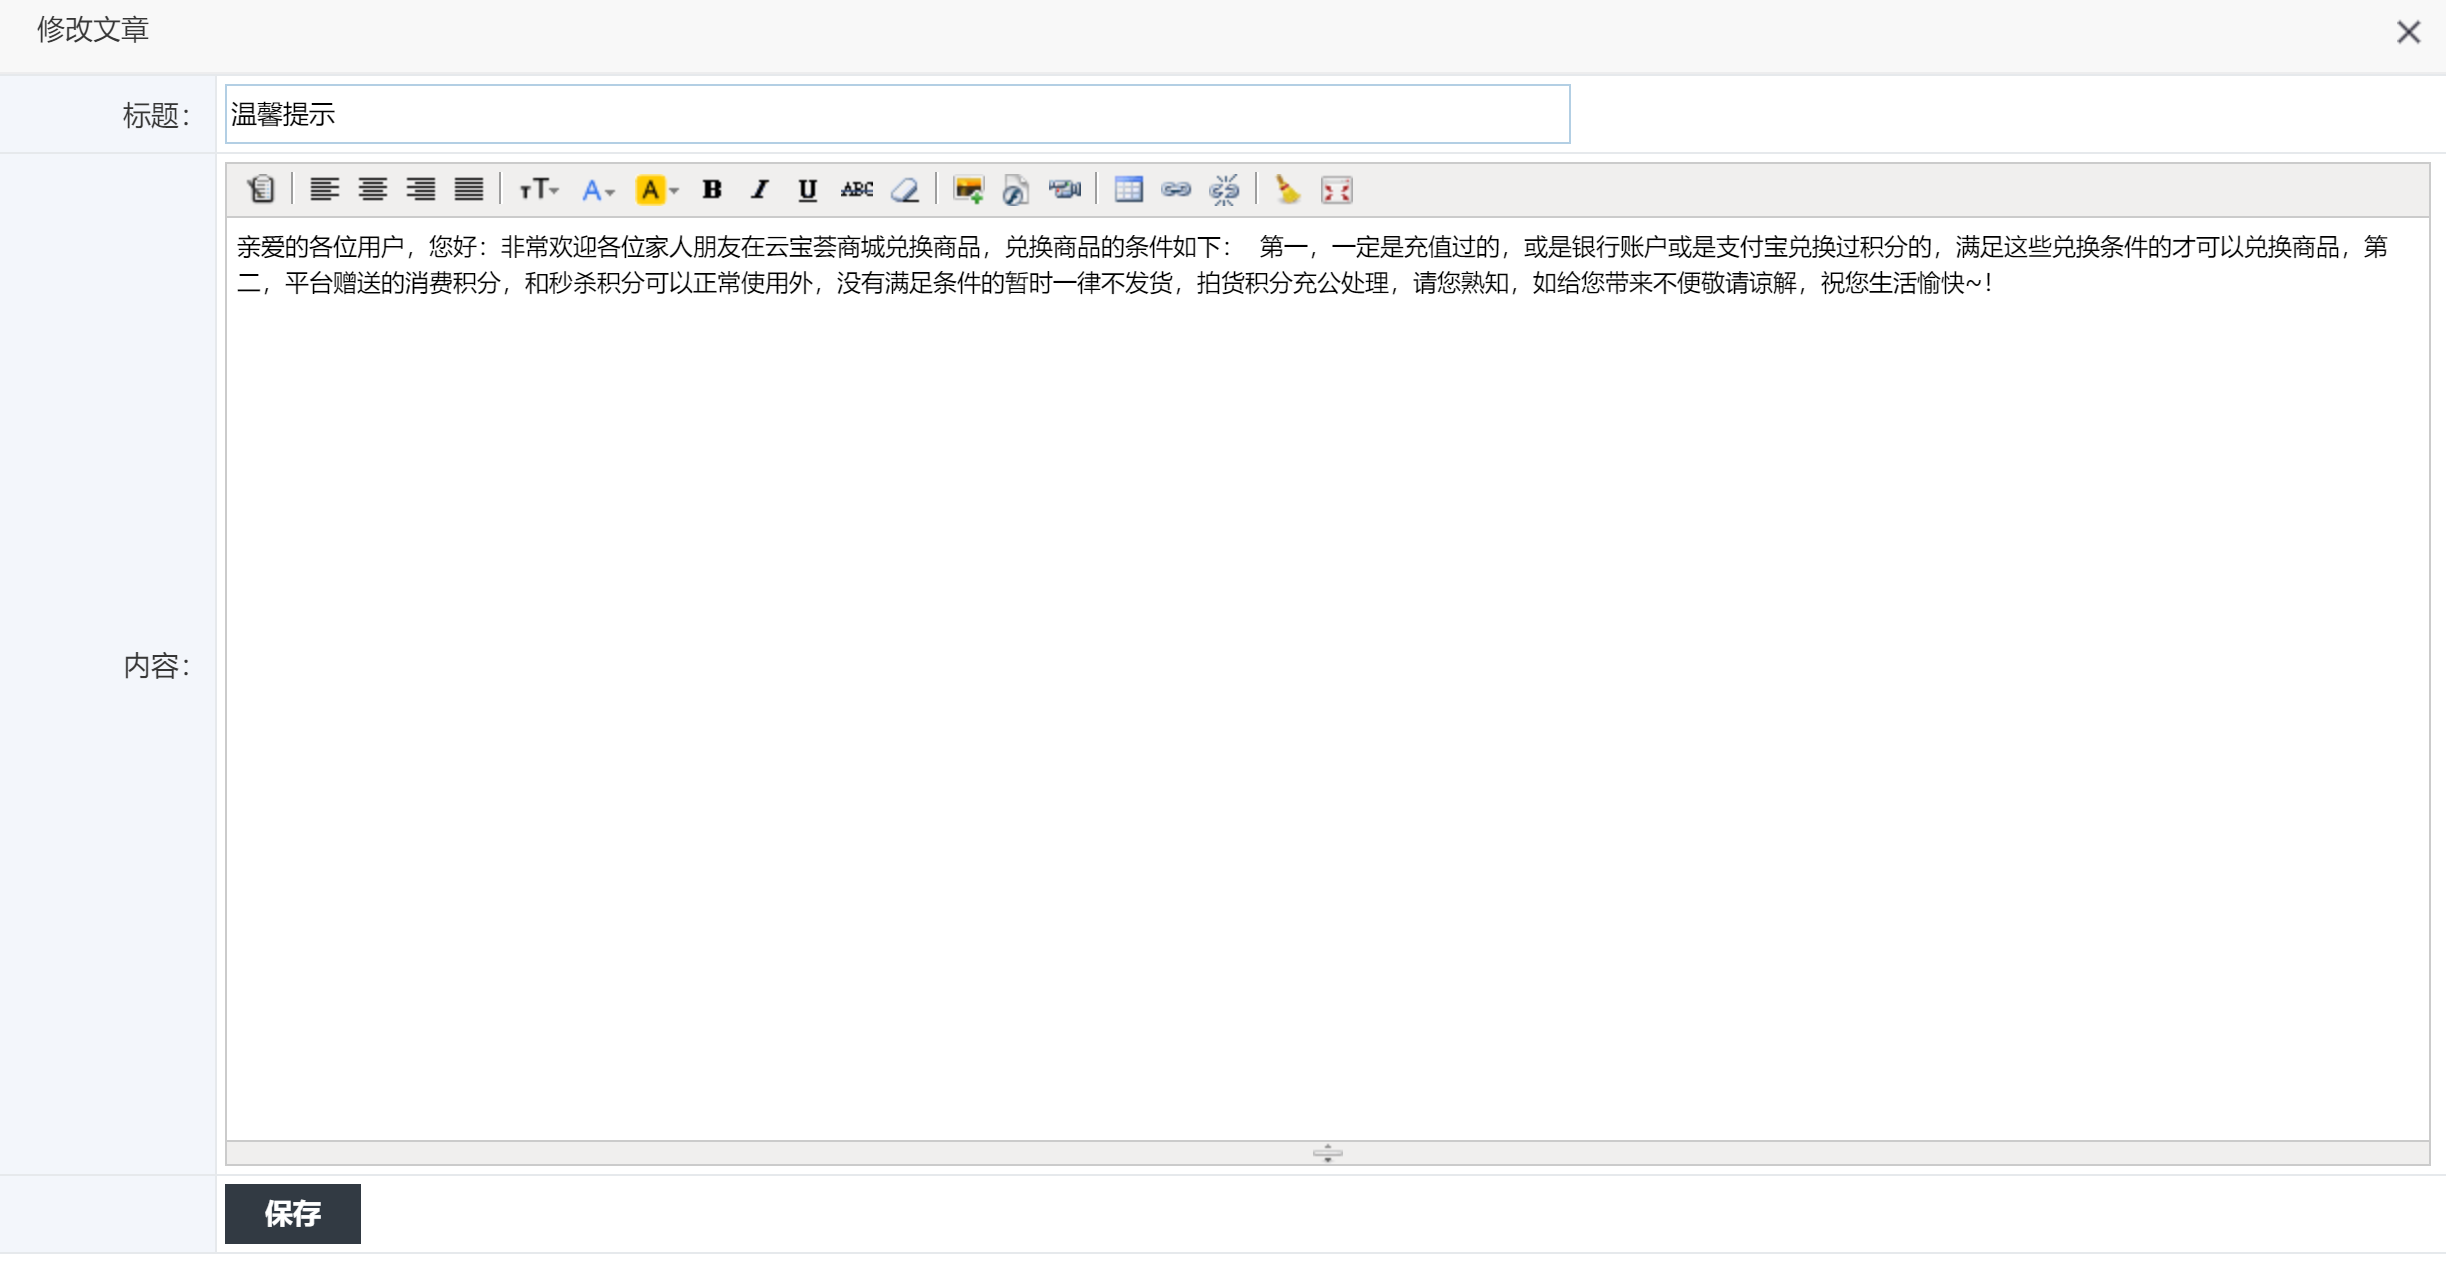 修改文章
标题：
温馨提示
ABC
亲爱的各位用户，您好：非常欢迎各位家人朋友在云宝荟商城兑换商品，兑换商品的条件如下： 第一，一定是充值过的，或是银行账户或是支付宝兑换过积分的，满足这些兑换条件的才可以兑换商品，第
二，平台赠送的消费积分，和秒杀积分可以正常使用外，没有满足条件的暂时一律不发货，拍货积分充公处理，请您熟知，如给您带来不便敬请谅解，祝您生活愉快~！
内容：
保存